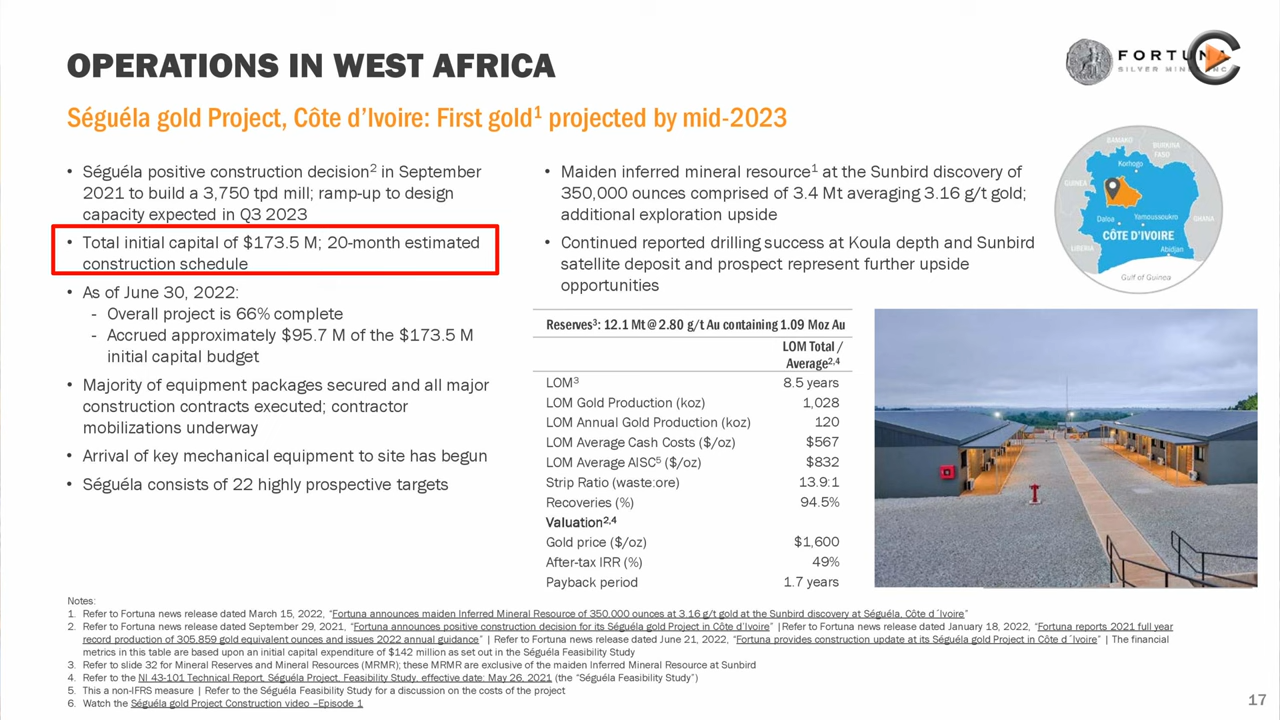 OPERATIONS IN WEST AFRICA
FORTUNA
SILVER MINES INC
Séguéla gold Project, Côte d’Ivoire: First gold1 projected by mid-2023
• Séguéla positive construction decision2 in September
2021 to build a 3,750 tpd mill; ramp-up to design
capacity expected in Q3 2023
• Total initial capital of $173.5 M; 20-month estimated
construction schedule
• As of June 30, 2022:
- Overall project is 66% complete
- Accrued approximately $95.7 M of the $173.5 M
initial capital budget
• Majority of equipment packages secured and all major
construction contracts executed; contractor
mobilizations underway
• Arrival of key mechanical equipment to site has begun
• Séguéla consists of 22 highly prospective targets
• Maiden inferred mineral resource1 at the Sunbird discovery of
350,000 ounces comprised of 3.4 Mt averaging 3.16 g/t gold;
additional exploration upside
• Continued reported drilling success at Koula depth and Sunbird
satellite deposit and prospect represent further upside
opportunities
BAMAKO
BURKINA
FASO
Korhogo
GUINEA
Daloa
Yamoussoukro
GHANA
CÔTE D’IVOIRE
LIBERIA
Abidjan
Gulf of Guinea
Reserves3: 12.1 Mt @ 2.80 g/t Au containing 1.09 Moz Au
LOM Total /
Average2,4
LOM3 8.5 years
LOM Gold Production (koz) 1,028
LOM Annual Gold Production (koz) 120
LOM Average Cash Costs ($/oz) $567
LOM Average AISC5 ($/oz) $832
Strip Ratio (waste:ore) 13.9:1
Recoveries (%) 94.5%
Valuation2,4
Gold price ($/oz) $1,600
After-tax IRR (%) 49%
Payback period 1.7 years
Notes:
1. Refer to Fortuna news release dated March 15, 2022, “Fortuna announces maiden Inferred Mineral Resource of 350,000 ounces at 3.16 g/t gold at the Sunbird discovery at Séguéla, Côte d´Ivoire”
2. Refer to Fortuna news release dated September 29, 2021, “Fortuna announces positive construction decision for its Séguéla gold Project in Côte d’Ivoire” |Refer to Fortuna news release dated January 18, 2022, “Fortuna reports 2021 full year
record production of 305,859 gold equivalent ounces and issues 2022 annual guidance” | Refer to Fortuna news release dated June 21, 2022, “Fortuna provides construction update at its Séguéla gold Project in Côte d´Ivoire” | The financial
metrics in this table are based upon an initial capital expenditure of $142 million as set out in the Séguéla Feasibility Study
3. Refer to slide 32 for Mineral Reserves and Mineral Resources (MRMR); these MRMR are exclusive of the maiden Inferred Mineral Resource at Sunbird
4. Refer to the NI 43-101 Technical Report, Séguéla Project, Feasibility Study, effective date: May 26, 2021 (the “Séguéla Feasibility Study”)
5. This a non-IFRS measure | Refer to the Séguéla Feasibility Study for a discussion on the costs of the project
6. Watch the Séguéla gold Project Construction video –Episode 1
17